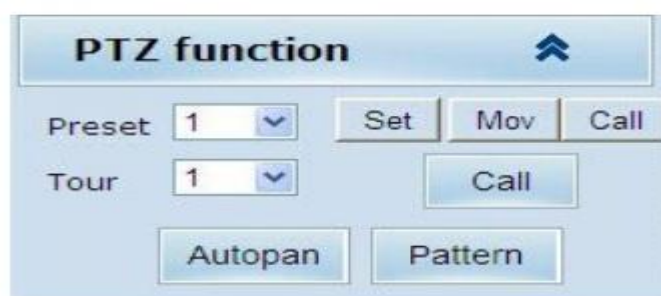 PTZ function
Preset 1 Set Mov Call
Tour 1 Call
Autopan Pattern